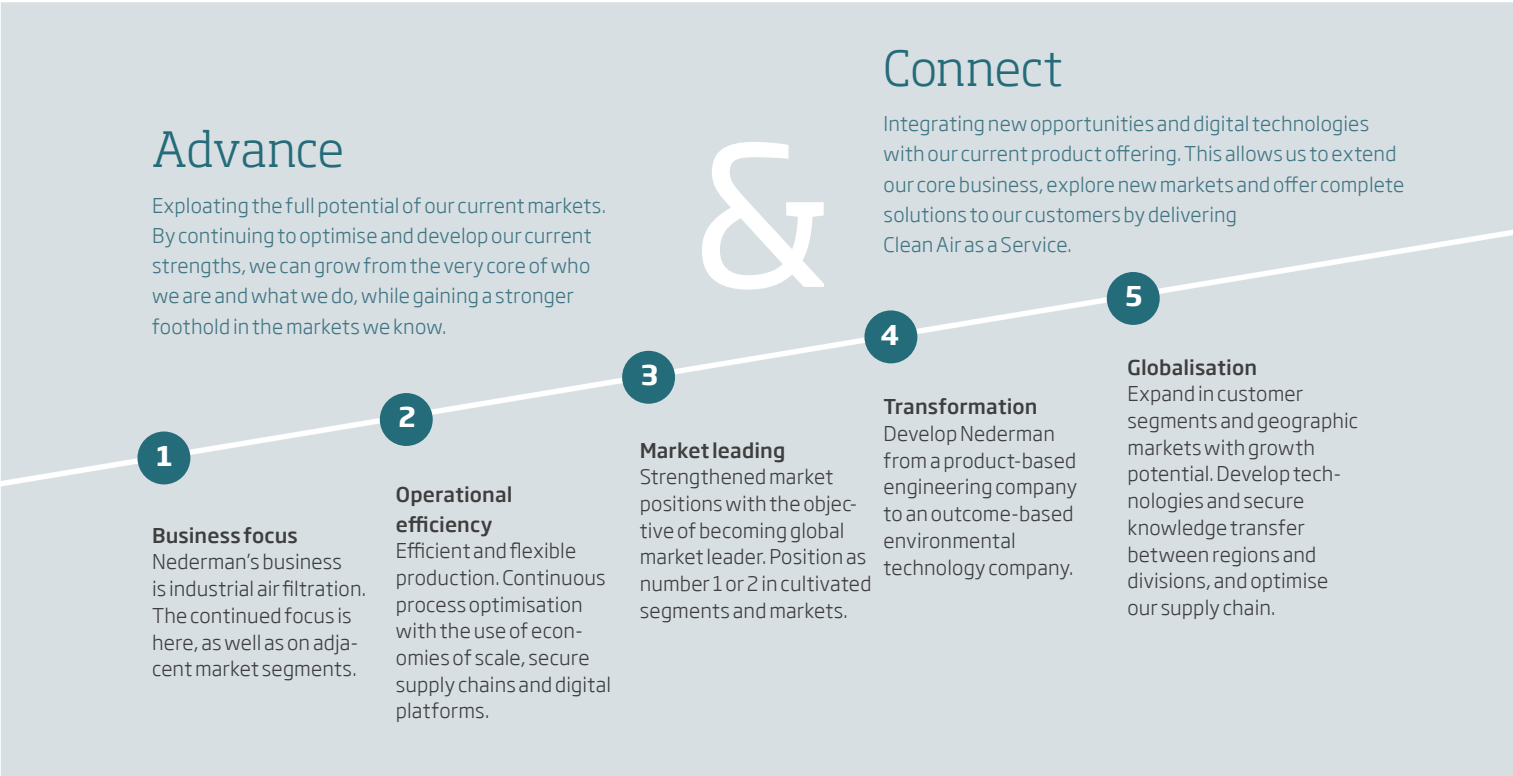 Advance
Exploating the full potential of our current markets.
By continuing to optimise and develop our current
strengths, we can grow from the very core of who
we are and what we do, while gaining a stronger
foothold in the markets we know.
&
Connect
Integrating new opportunities and digital technologies
with our current product offering. This allows us to extend
our core business, explore new markets and offer complete
solutions to our customers by delivering
Clean Air as a Service.
1
Business focus
Nederman's business
is industrial air filtration.
The continued focus is
here, as well as on adja-
cent market segments.
2
Operational
efficiency
Efficient and flexible
production. Continuous
process optimisation
with the use of econ-
omies of scale, secure
supply chains and digital
platforms.
3
Market leading
Strengthened market
positions with the objec-
tive of becoming global
market leader. Position as
number 1 or 2 in cultivated
segments and markets.
4
Transformation
Develop Nederman
from a product-based
engineering company
to an outcome-based
environmental
technology company.
5
Globalisation
Expand in customer
segments and geographic
markets with growth
potential. Develop tech-
nologies and secure
knowledge transfer
between regions and
divisions, and optimise
our supply chain.